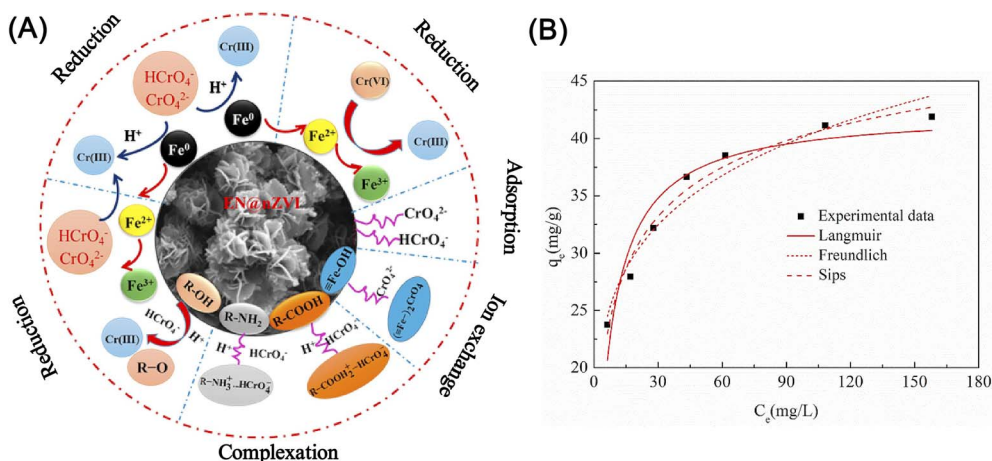 (A)
Reduction
Reduction
Adsorption
Ion exchange
Complexation
Reduction
Cr(III)
HCrO₄⁻
CrO₄²⁻
H⁺
Fe⁰
Cr(VI)
Fe²⁺
Cr(III)
Fe³⁺
H⁺
Cr(III)
Fe⁰
EN@nZVI
CrO₄²⁻
HCrO₄⁻
HCrO₄⁻
CrO₄²⁻
Fe²⁺
Fe³⁺
≡Fe-OH
CrO₄²⁻
(≡Fe−)₂CrO₄
R-OH
R-NH₂
R-COOH
HCrO₄⁻
H⁺
Cr(III)
R−O
H⁺
HCrO₄⁻
R−NH₃⁺...HCrO₄⁻
H⁺
HCrO₄⁻
R−COOH₂⁺...HCrO₄⁻
(B)
45
40
35
30
25
20
qₑ(mg/g)
Experimental data
Langmuir
Freundlich
Sips
0
30
60
90
120
150
180
Cₑ(mg/L)